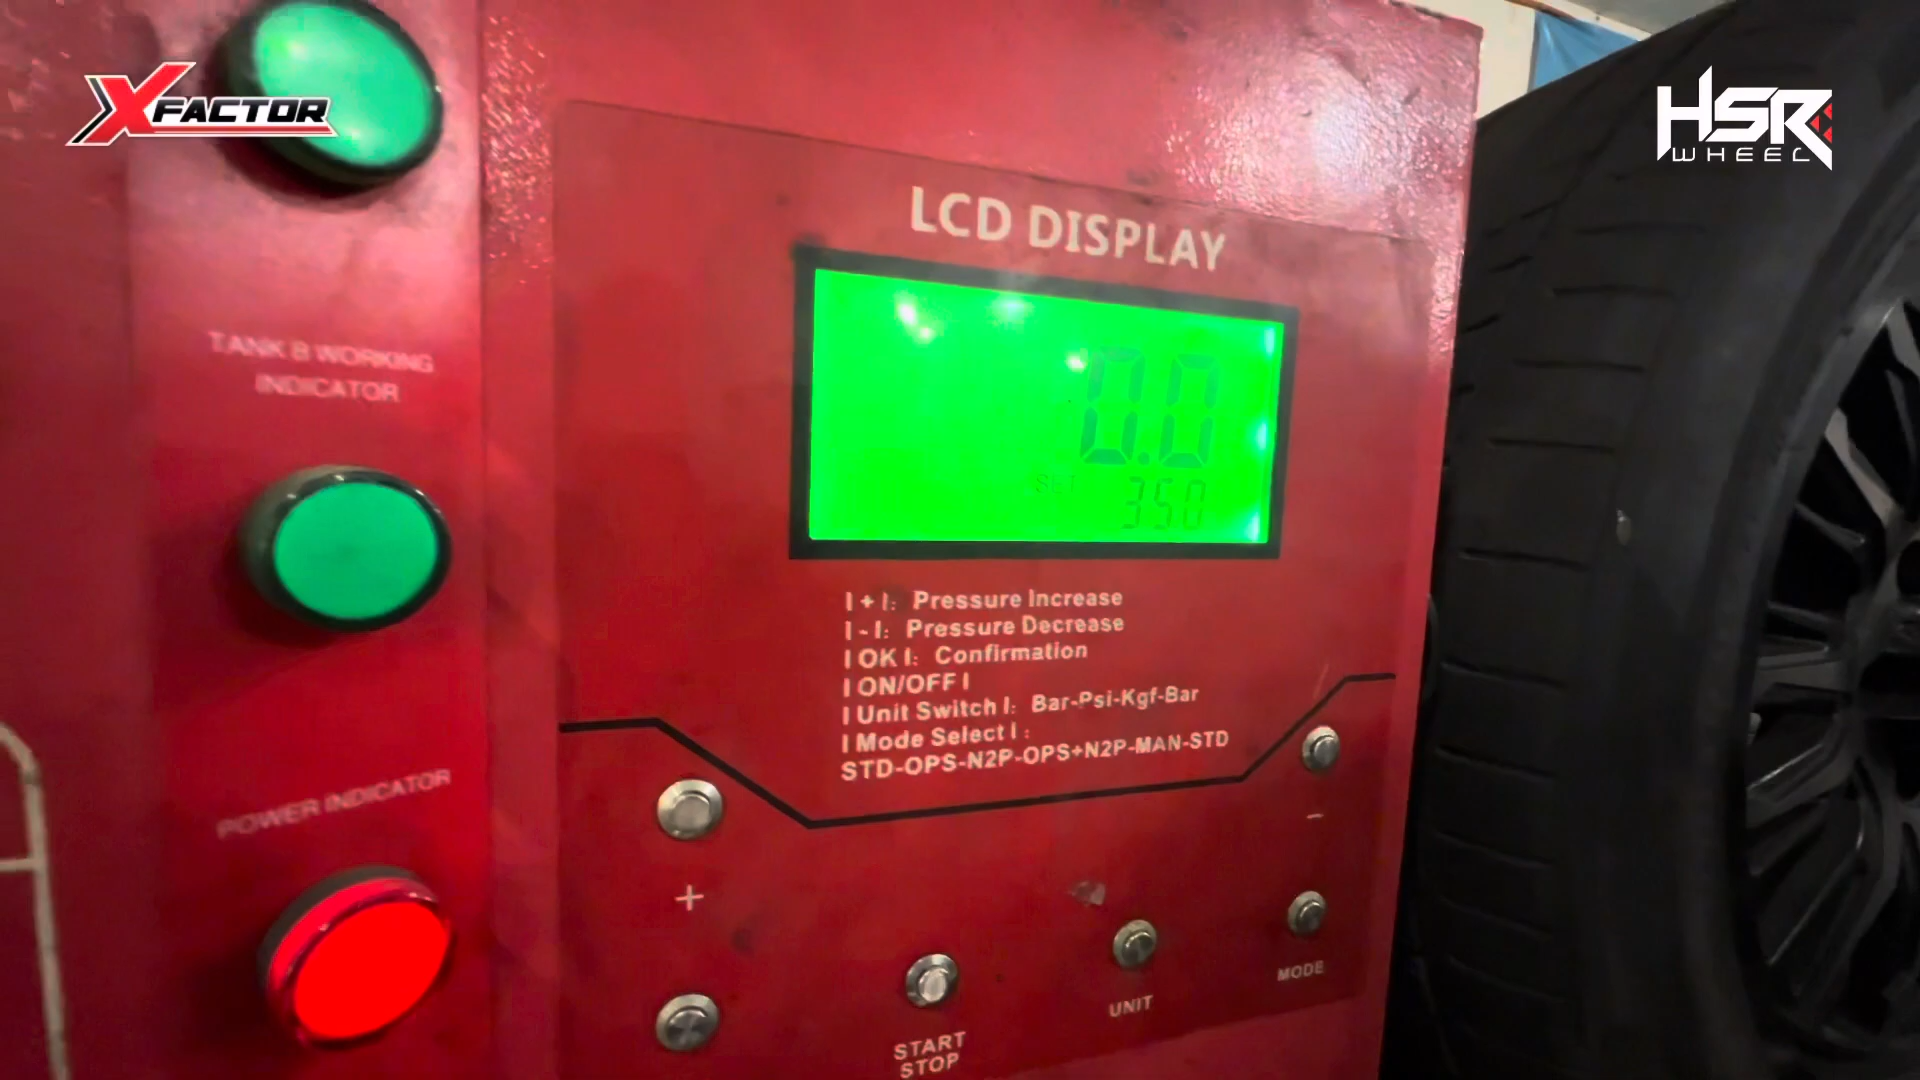 XFACTOR
HSR
WHEEL
LCD DISPLAY
TANK B WORKING
INDICATOR
0.0
SET 350
| + |: Pressure Increase
| - |: Pressure Decrease
| OK |: Confirmation
| ON/OFF |
| Unit Switch |: Bar-Psi-Kgf-Bar
| Mode Select | :
STD-OPS-N2P-OPS+N2P-MAN-STD
POWER INDICATOR
+
−
START
STOP
UNIT
MODE